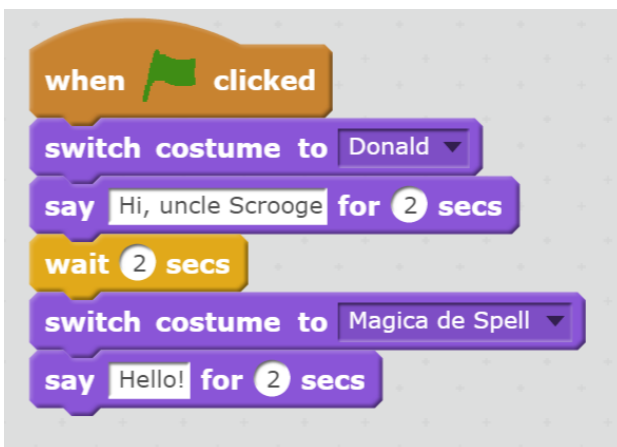 when clicked
switch costume to Donald
say Hi, uncle Scrooge for 2 secs
wait 2 secs
switch costume to Magica de Spell
say Hello! for 2 secs